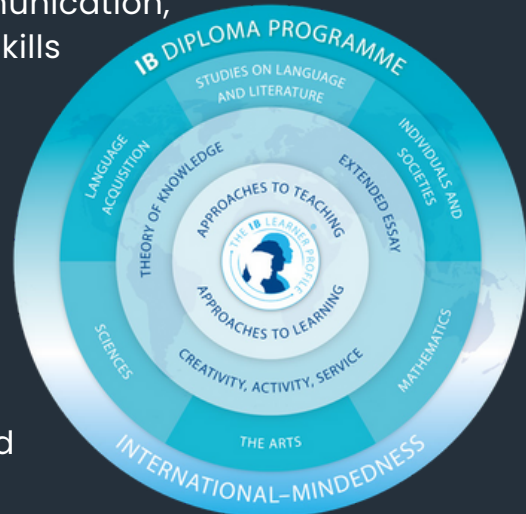 kills
IB DIPLOMA PROGRAMME
STUDIES ON LANGUAGE
AND LITERATURE
LANGUAGE
ACQUISITION
INDIVIDUALS AND
SOCIETIES
THEORY OF KNOWLEDGE
EXTENDED ESSAY
APPROACHES TO TEACHING
THE IB LEARNER PROFILE
APPROACHES TO LEARNING
CREATIVITY, ACTIVITY, SERVICE
SCIENCES
MATHEMATICS
THE ARTS
d
INTERNATIONAL–MINDEDNESS